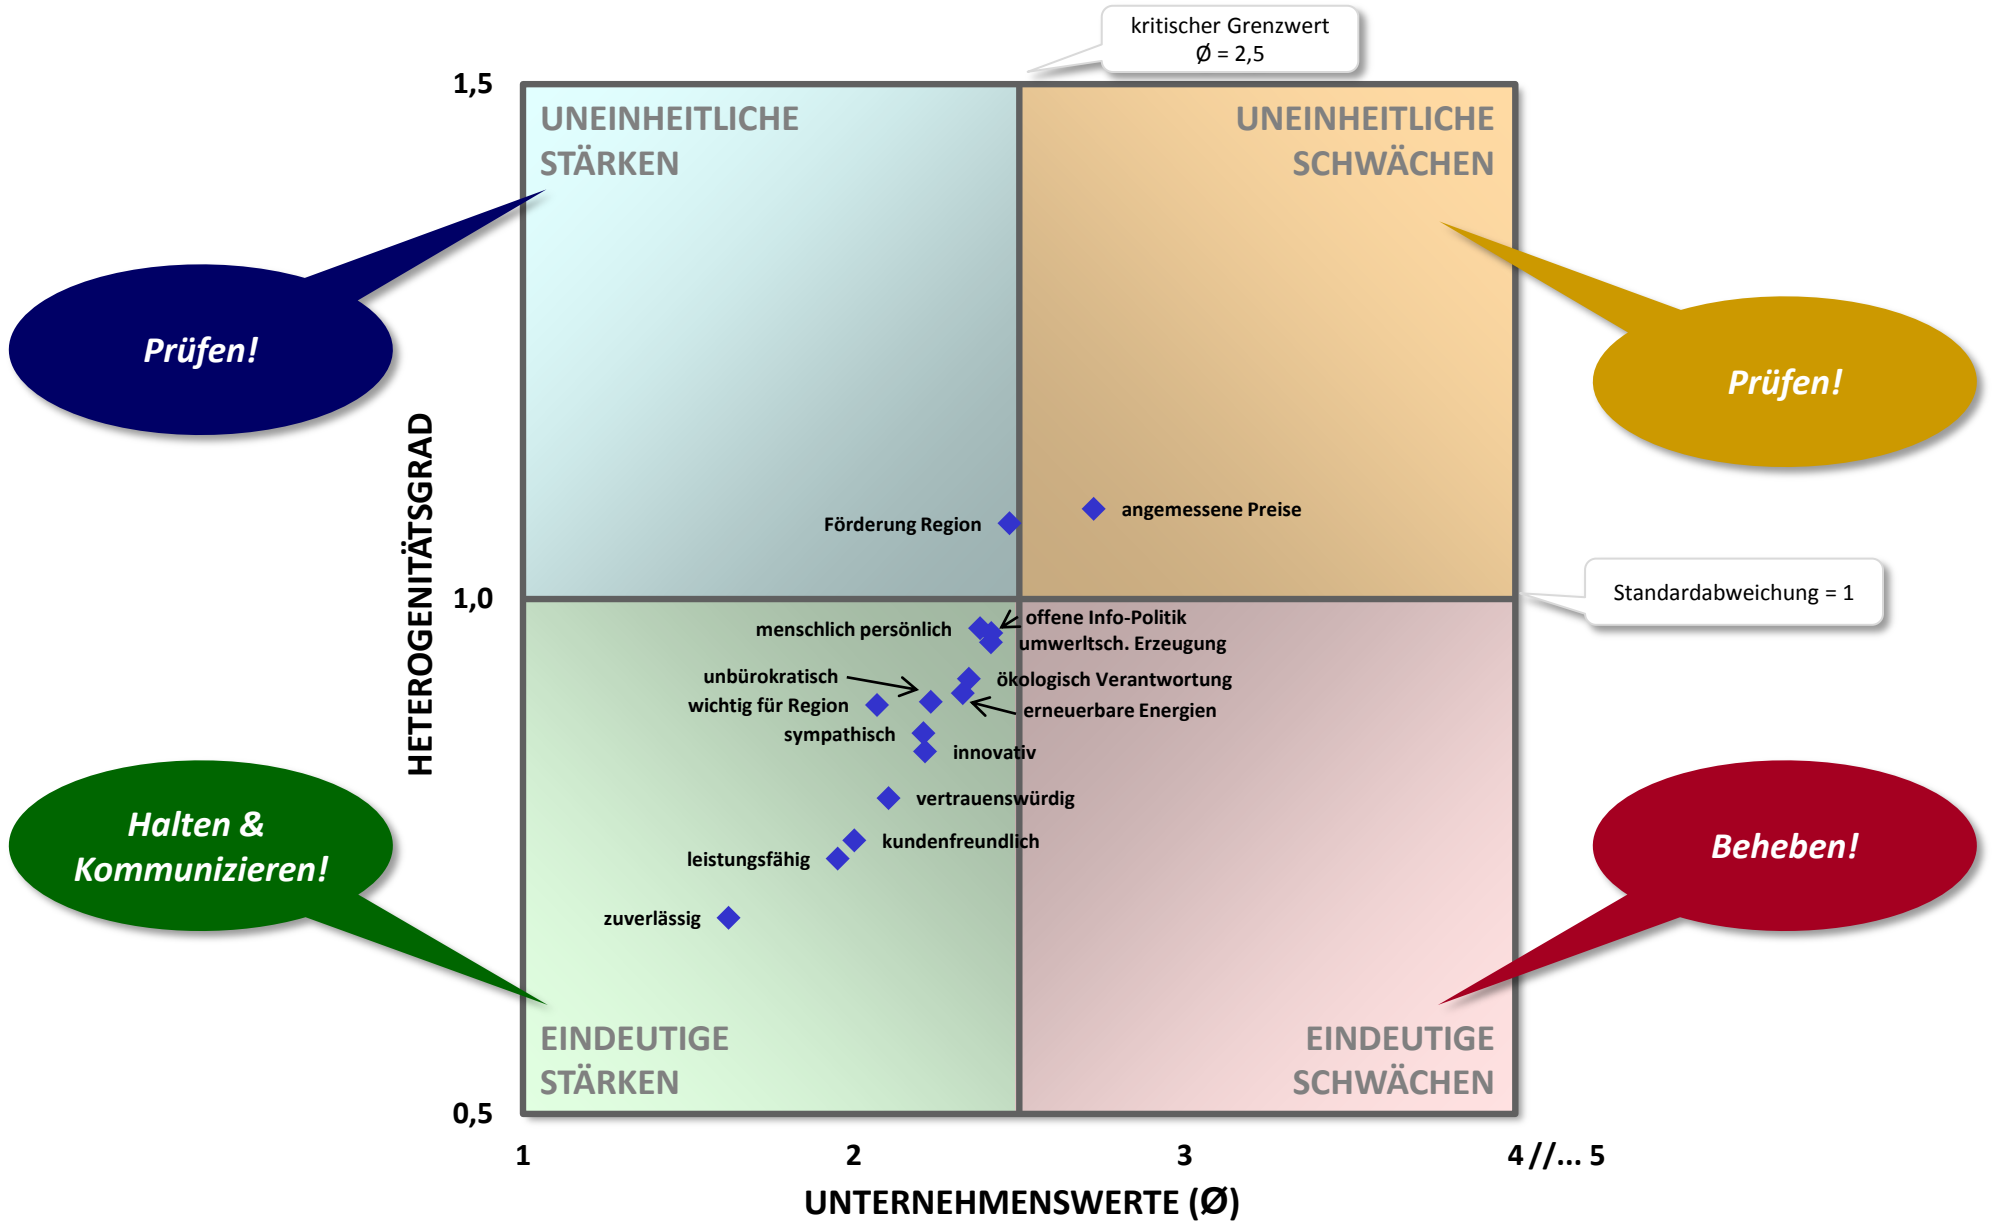 kritischer Grenzwert
Ø = 2,5
1,5
UNEINHEITLICHE
STÄRKEN
UNEINHEITLICHE
SCHWÄCHEN
Prüfen!
Prüfen!
HETEROGENITÄTSGRAD
Förderung Region
angemessene Preise
1,0
Standardabweichung = 1
menschlich persönlich
offene Info-Politik
umwerltsch. Erzeugung
unbürokratisch
ökologisch Verantwortung
wichtig für Region
erneuerbare Energien
sympathisch
innovativ
vertrauenswürdig
kundenfreundlich
leistungsfähig
zuverlässig
Halten &
Kommunizieren!
Beheben!
EINDEUTIGE
STÄRKEN
EINDEUTIGE
SCHWÄCHEN
0,5
1 2 3 4 //... 5
UNTERNEHMENSWERTE (Ø)